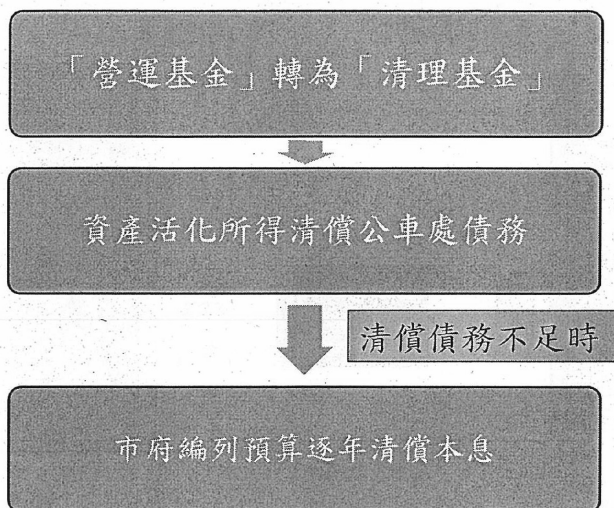 「營運基金」轉為「清理基金」
資產活化所得清償公車處債務
清償債務不足時
市府編列預算逐年清償本息